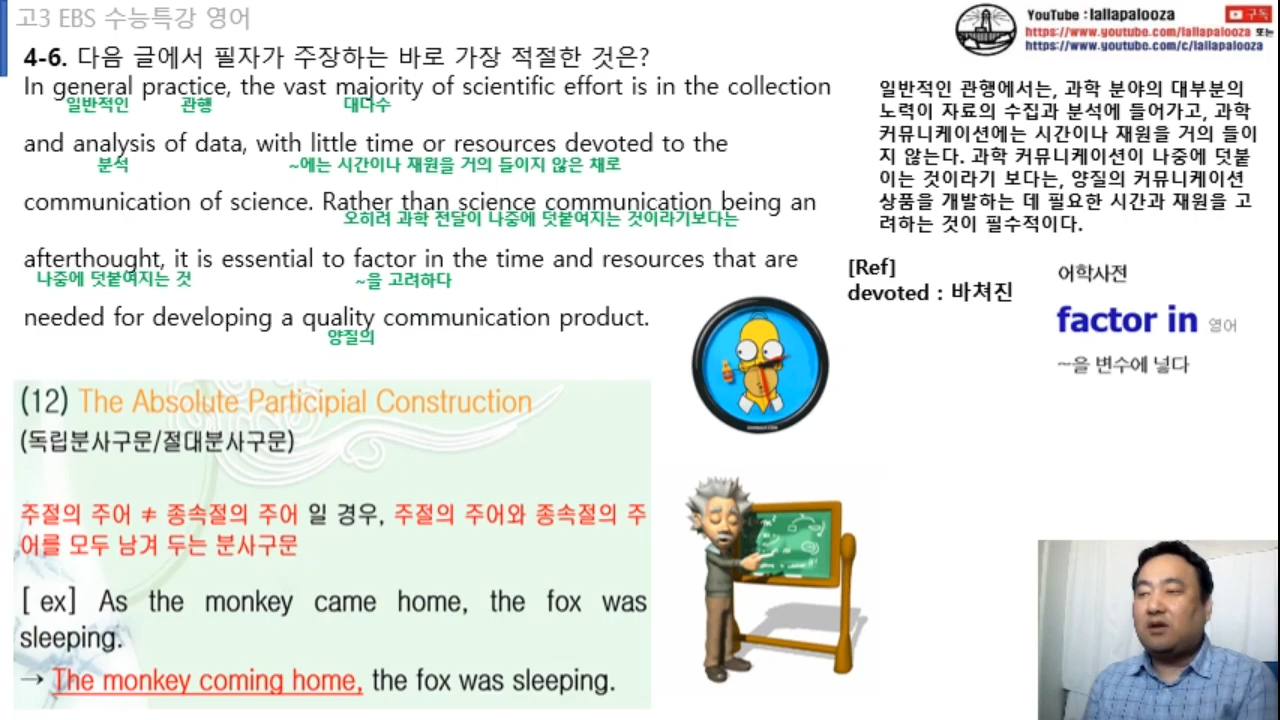 고3 EBS 수능특강 영어
YouTube : lallapalooza
구독
https://www.youtube.com/lallapalooza 또는
https://www.youtube.com/c/lallapalooza
4-6. 다음 글에서 필자가 주장하는 바로 가장 적절한 것은?
In general practice, the vast majority of scientific effort is in the collection
일반적인 관행 대다수
and analysis of data, with little time or resources devoted to the
분석 ~에는 시간이나 재원을 거의 들이지 않은 채로
communication of science. Rather than science communication being an
오히려 과학 전달이 나중에 덧붙여지는 것이라기보다는
afterthought, it is essential to factor in the time and resources that are
나중에 덧붙여지는 것 ~을 고려하다
needed for developing a quality communication product.
양질의
일반적인 관행에서는, 과학 분야의 대부분의
노력이 자료의 수집과 분석에 들어가고, 과학
커뮤니케이션에는 시간이나 재원을 거의 들이
지 않는다. 과학 커뮤니케이션이 나중에 덧붙
이는 것이라기 보다는, 양질의 커뮤니케이션
상품을 개발하는 데 필요한 시간과 재원을 고
려하는 것이 필수적이다.
[Ref]
devoted : 바쳐진
어학사전
factor in 영어
~을 변수에 넣다
(12) The Absolute Participial Construction
(독립분사구문/절대분사구문)
주절의 주어 ≠ 종속절의 주어 일 경우, 주절의 주어와 종속절의 주
어를 모두 남겨 두는 분사구문
[ ex] As the monkey came home, the fox was
sleeping.
→ The monkey coming home, the fox was sleeping.